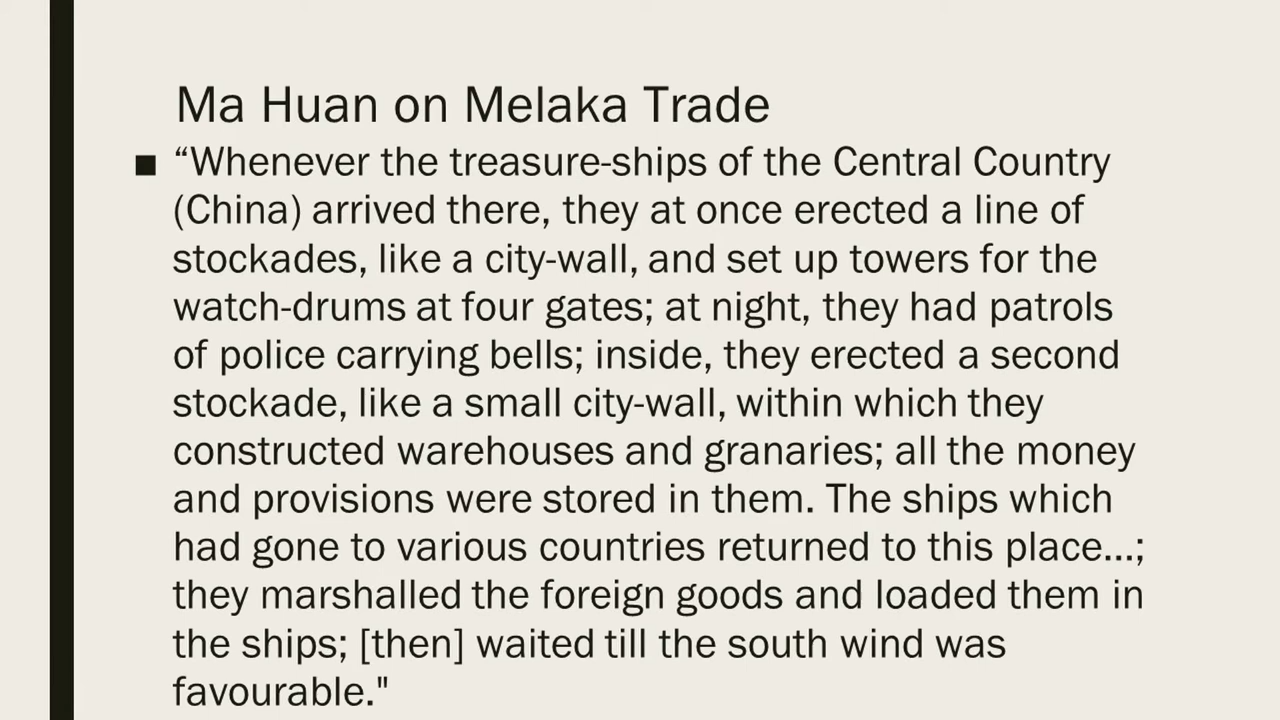 Ma Huan on Melaka Trade
■ “Whenever the treasure-ships of the Central Country
(China) arrived there, they at once erected a line of
stockades, like a city-wall, and set up towers for the
watch-drums at four gates; at night, they had patrols
of police carrying bells; inside, they erected a second
stockade, like a small city-wall, within which they
constructed warehouses and granaries; all the money
and provisions were stored in them. The ships which
had gone to various countries returned to this place...;
they marshalled the foreign goods and loaded them in
the ships; [then] waited till the south wind was
favourable."